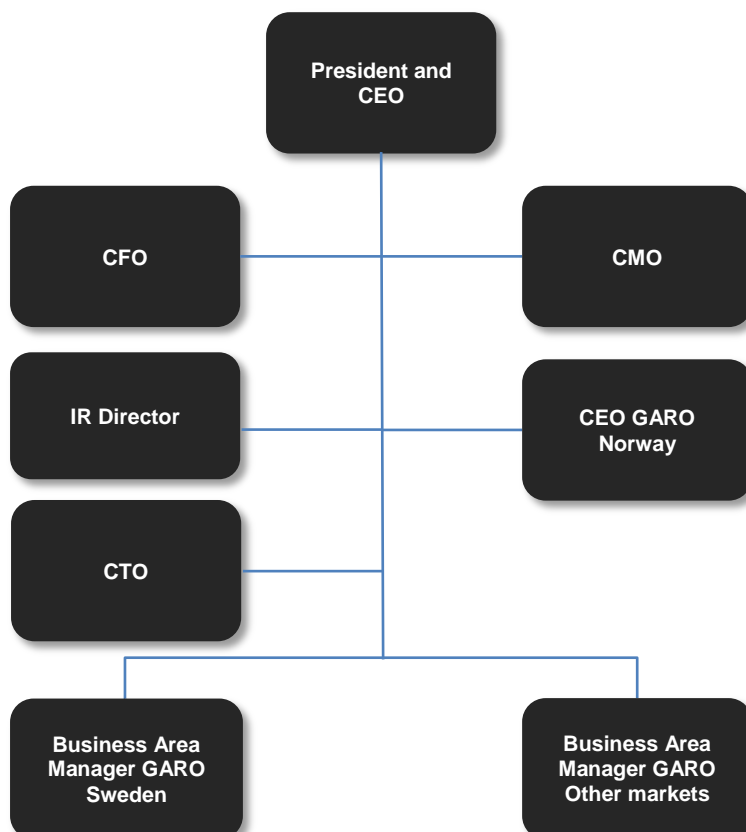 President and
CEO
CFO
CMO
IR Director
CEO GARO
Norway
CTO
Business Area
Manager GARO
Sweden
Business Area
Manager GARO
Other markets